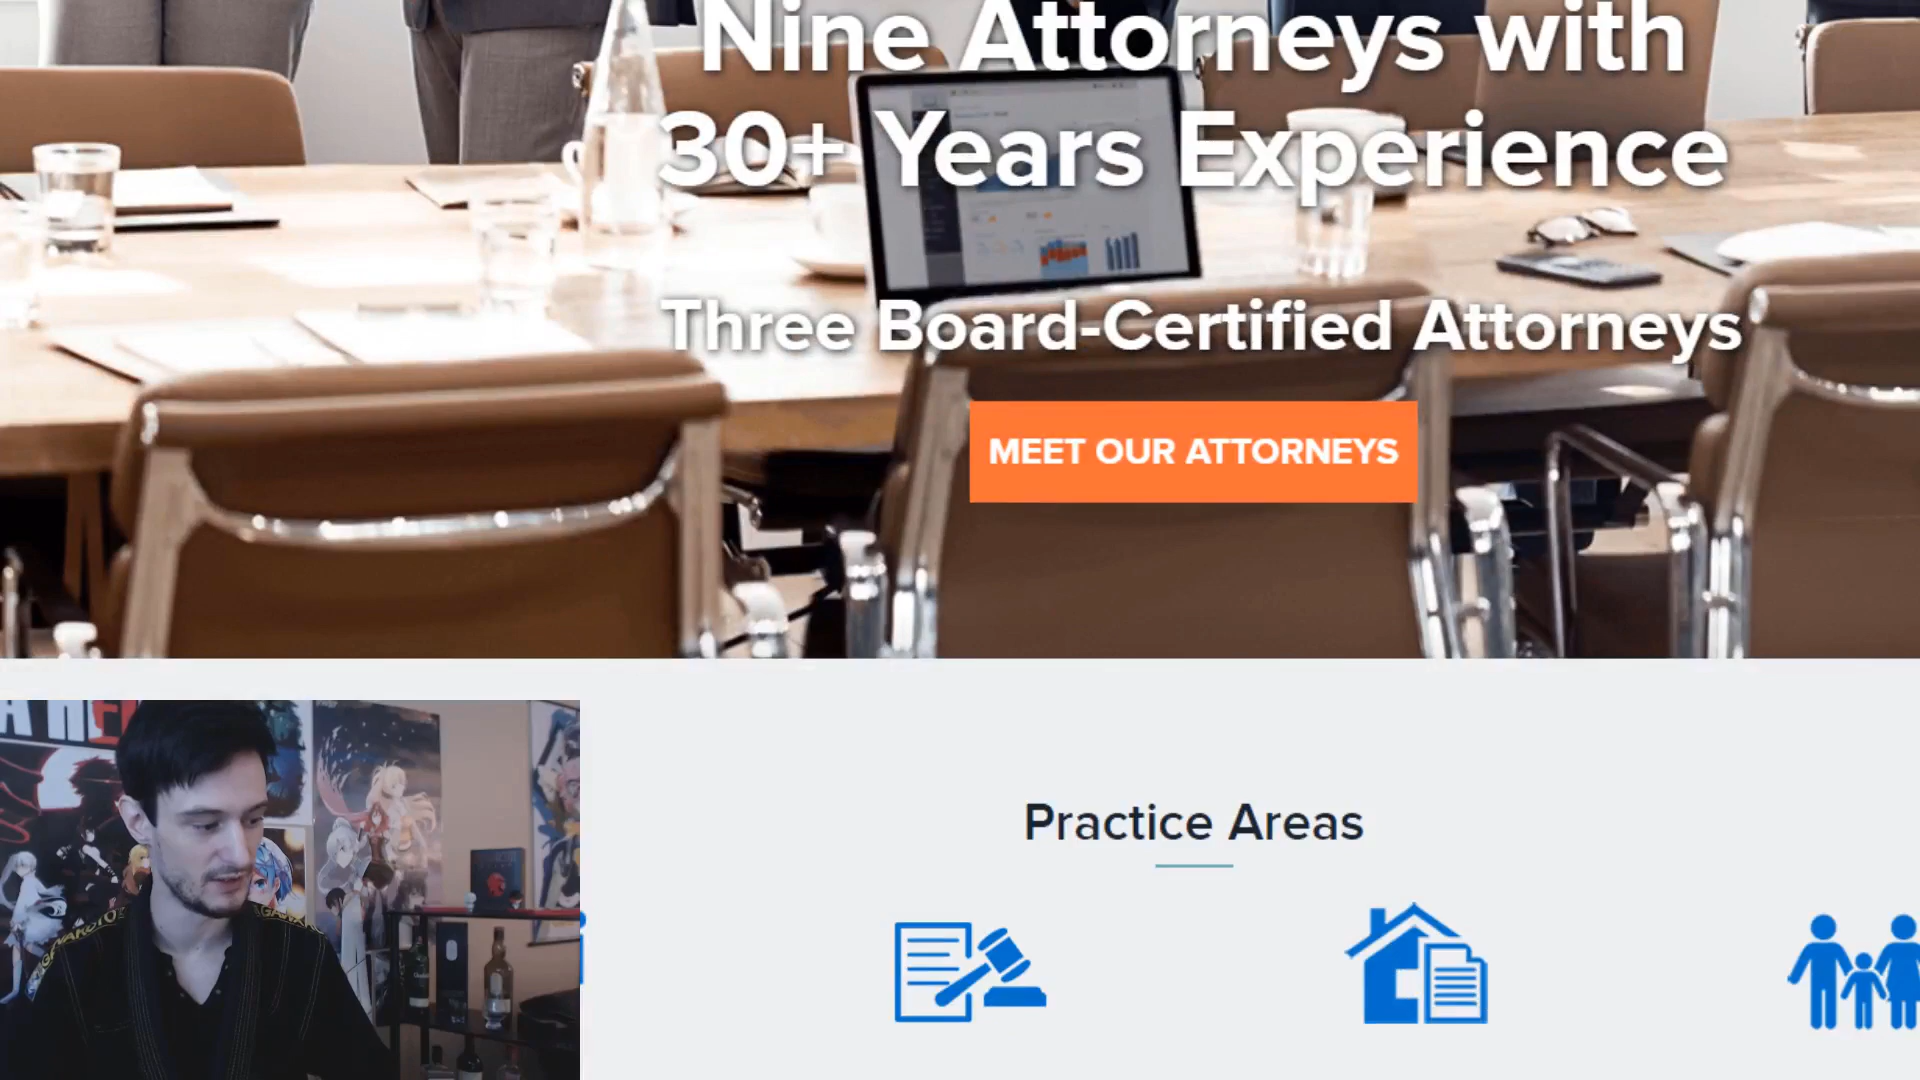 Nine Attorneys with
30+ Years Experience
Three Board-Certified Attorneys
MEET OUR ATTORNEYS
Practice Areas